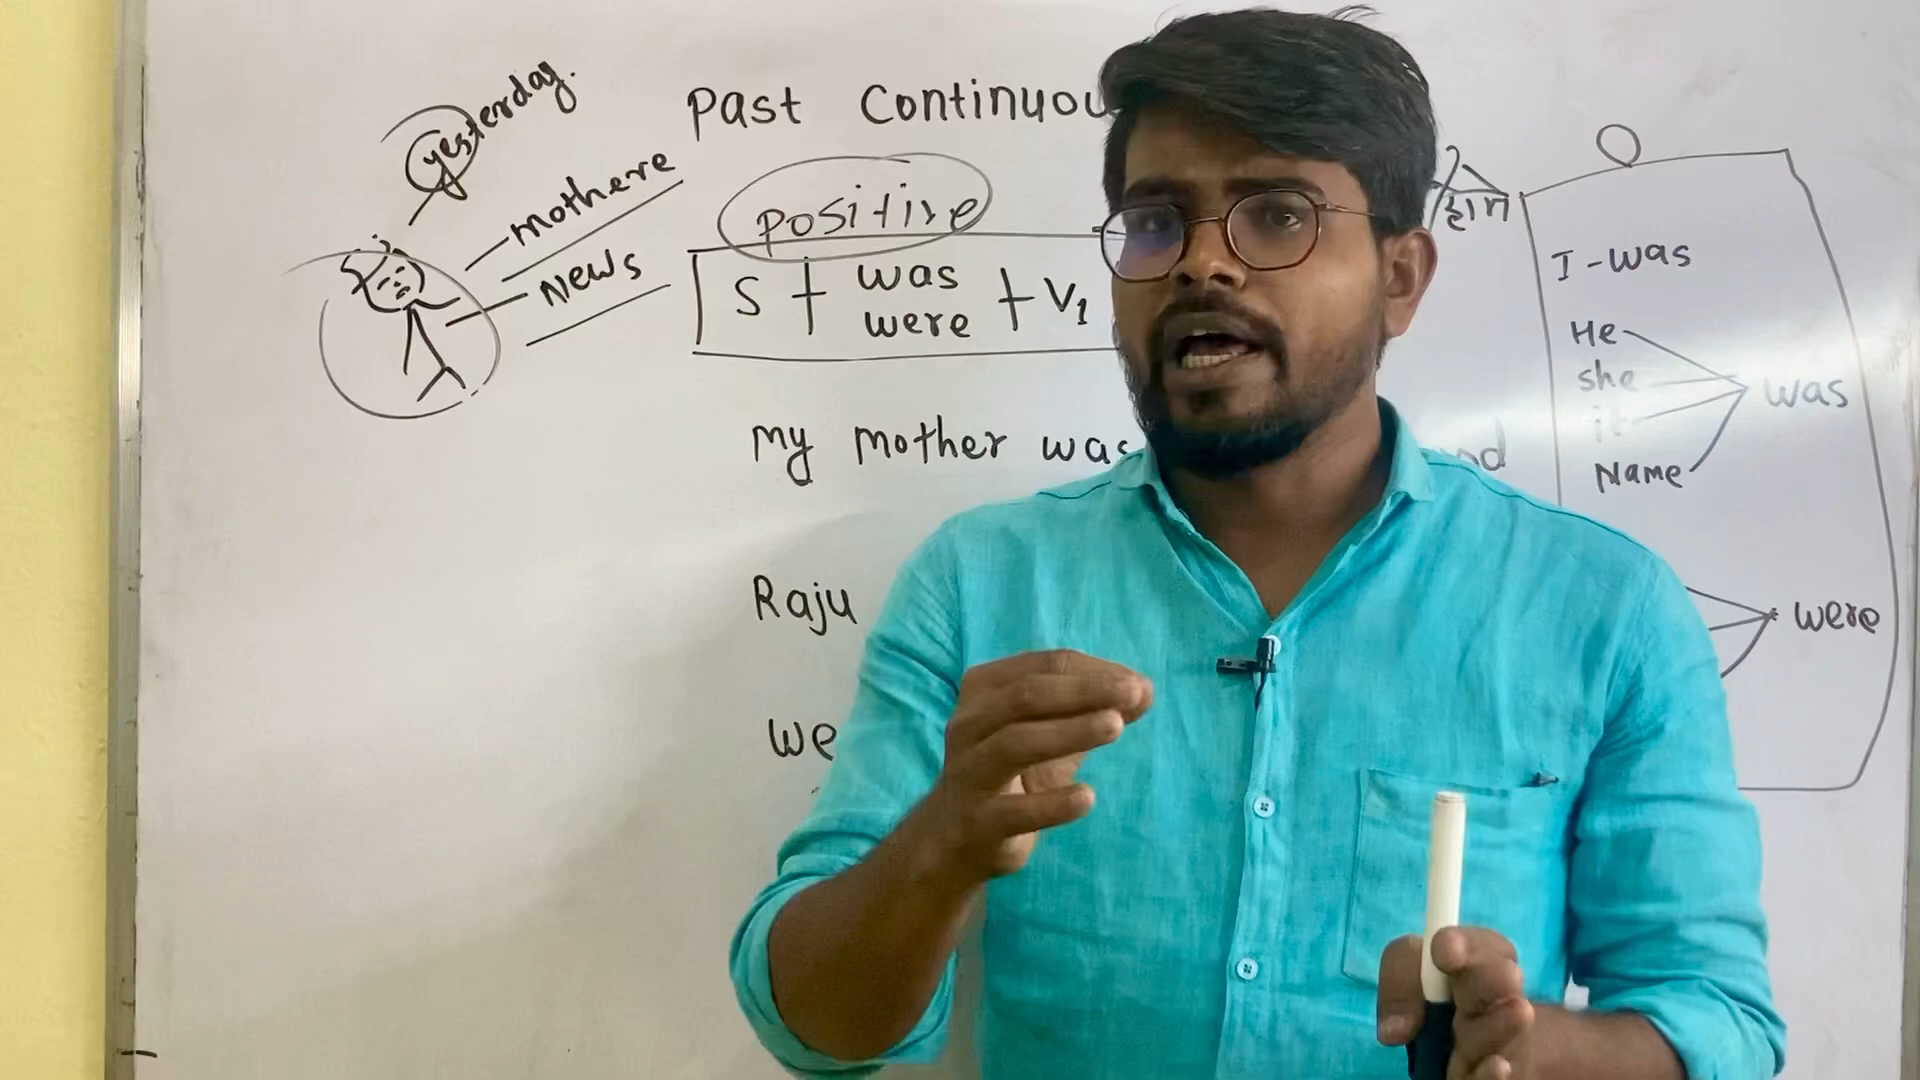 Past Continuou
yesterday.
mothere
News
positive
S + was were + V1
I - was
He
she
it
Name
was
my mother was
Raju
we
were